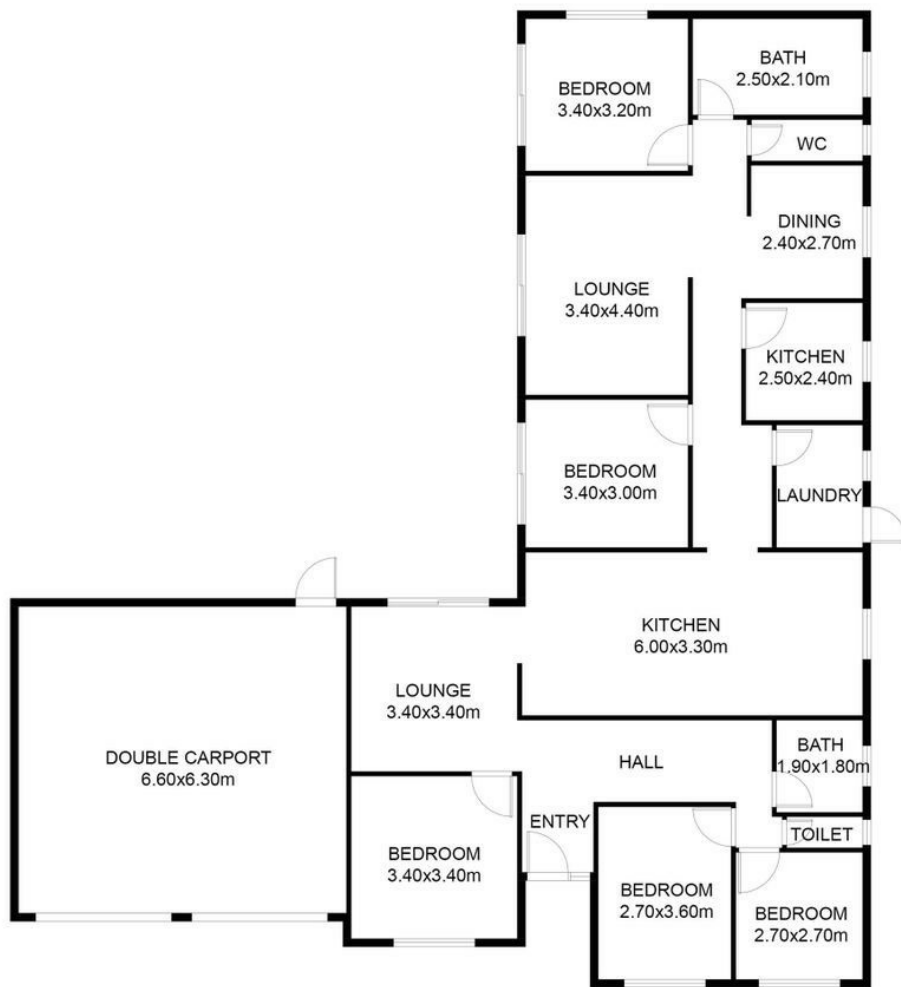 BATH
2.50x2.10m
BEDROOM
3.40x3.20m
WC
DINING
2.40x2.70m
LOUNGE
3.40x4.40m
KITCHEN
2.50x2.40m
BEDROOM
3.40x3.00m
LAUNDRY
KITCHEN
6.00x3.30m
LOUNGE
3.40x3.40m
DOUBLE CARPORT
6.60x6.30m
HALL
BATH
1.90x1.80m
ENTRY
TOILET
BEDROOM
3.40x3.40m
BEDROOM
2.70x3.60m
BEDROOM
2.70x2.70m